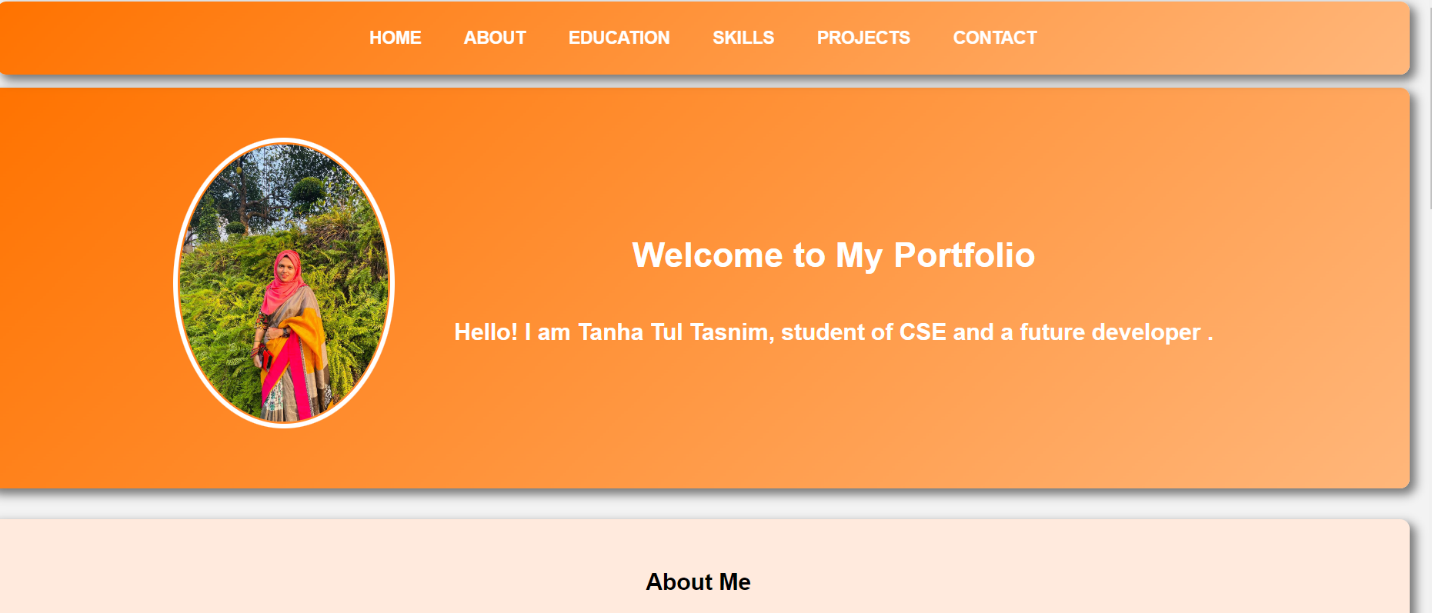 HOME ABOUT EDUCATION SKILLS PROJECTS CONTACT
Welcome to My Portfolio
Hello! I am Tanha Tul Tasnim, student of CSE and a future developer .
About Me